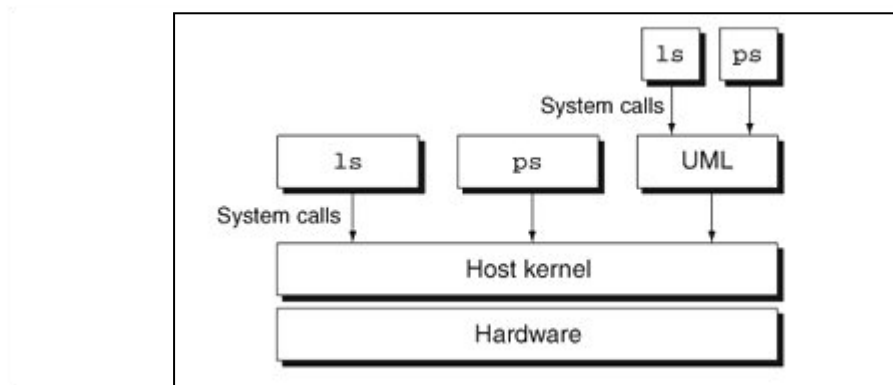 ls ps
System calls
ls ps UML
System calls
Host kernel
Hardware